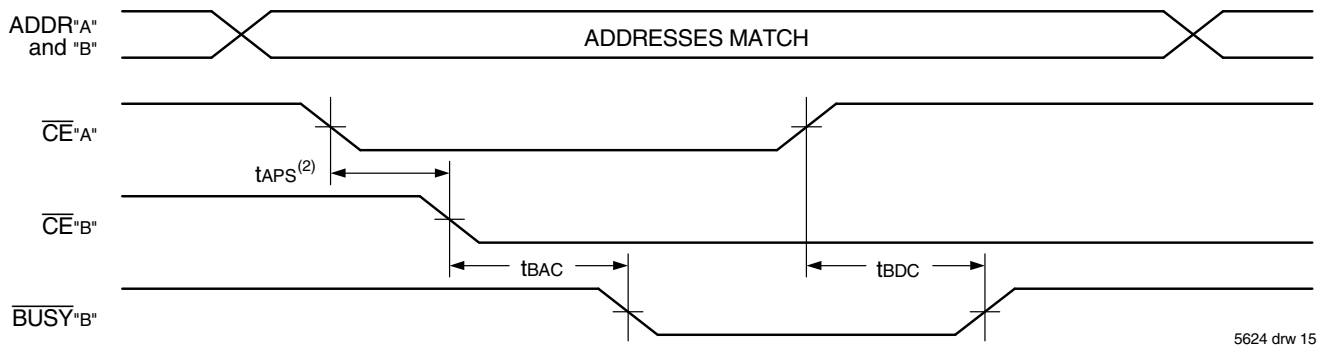 ADDR"A"
and "B"
ADDRESSES MATCH
CE"A"
tAPS(2)
CE"B"
tBAC
tBDC
BUSY"B"
5624 drw 15